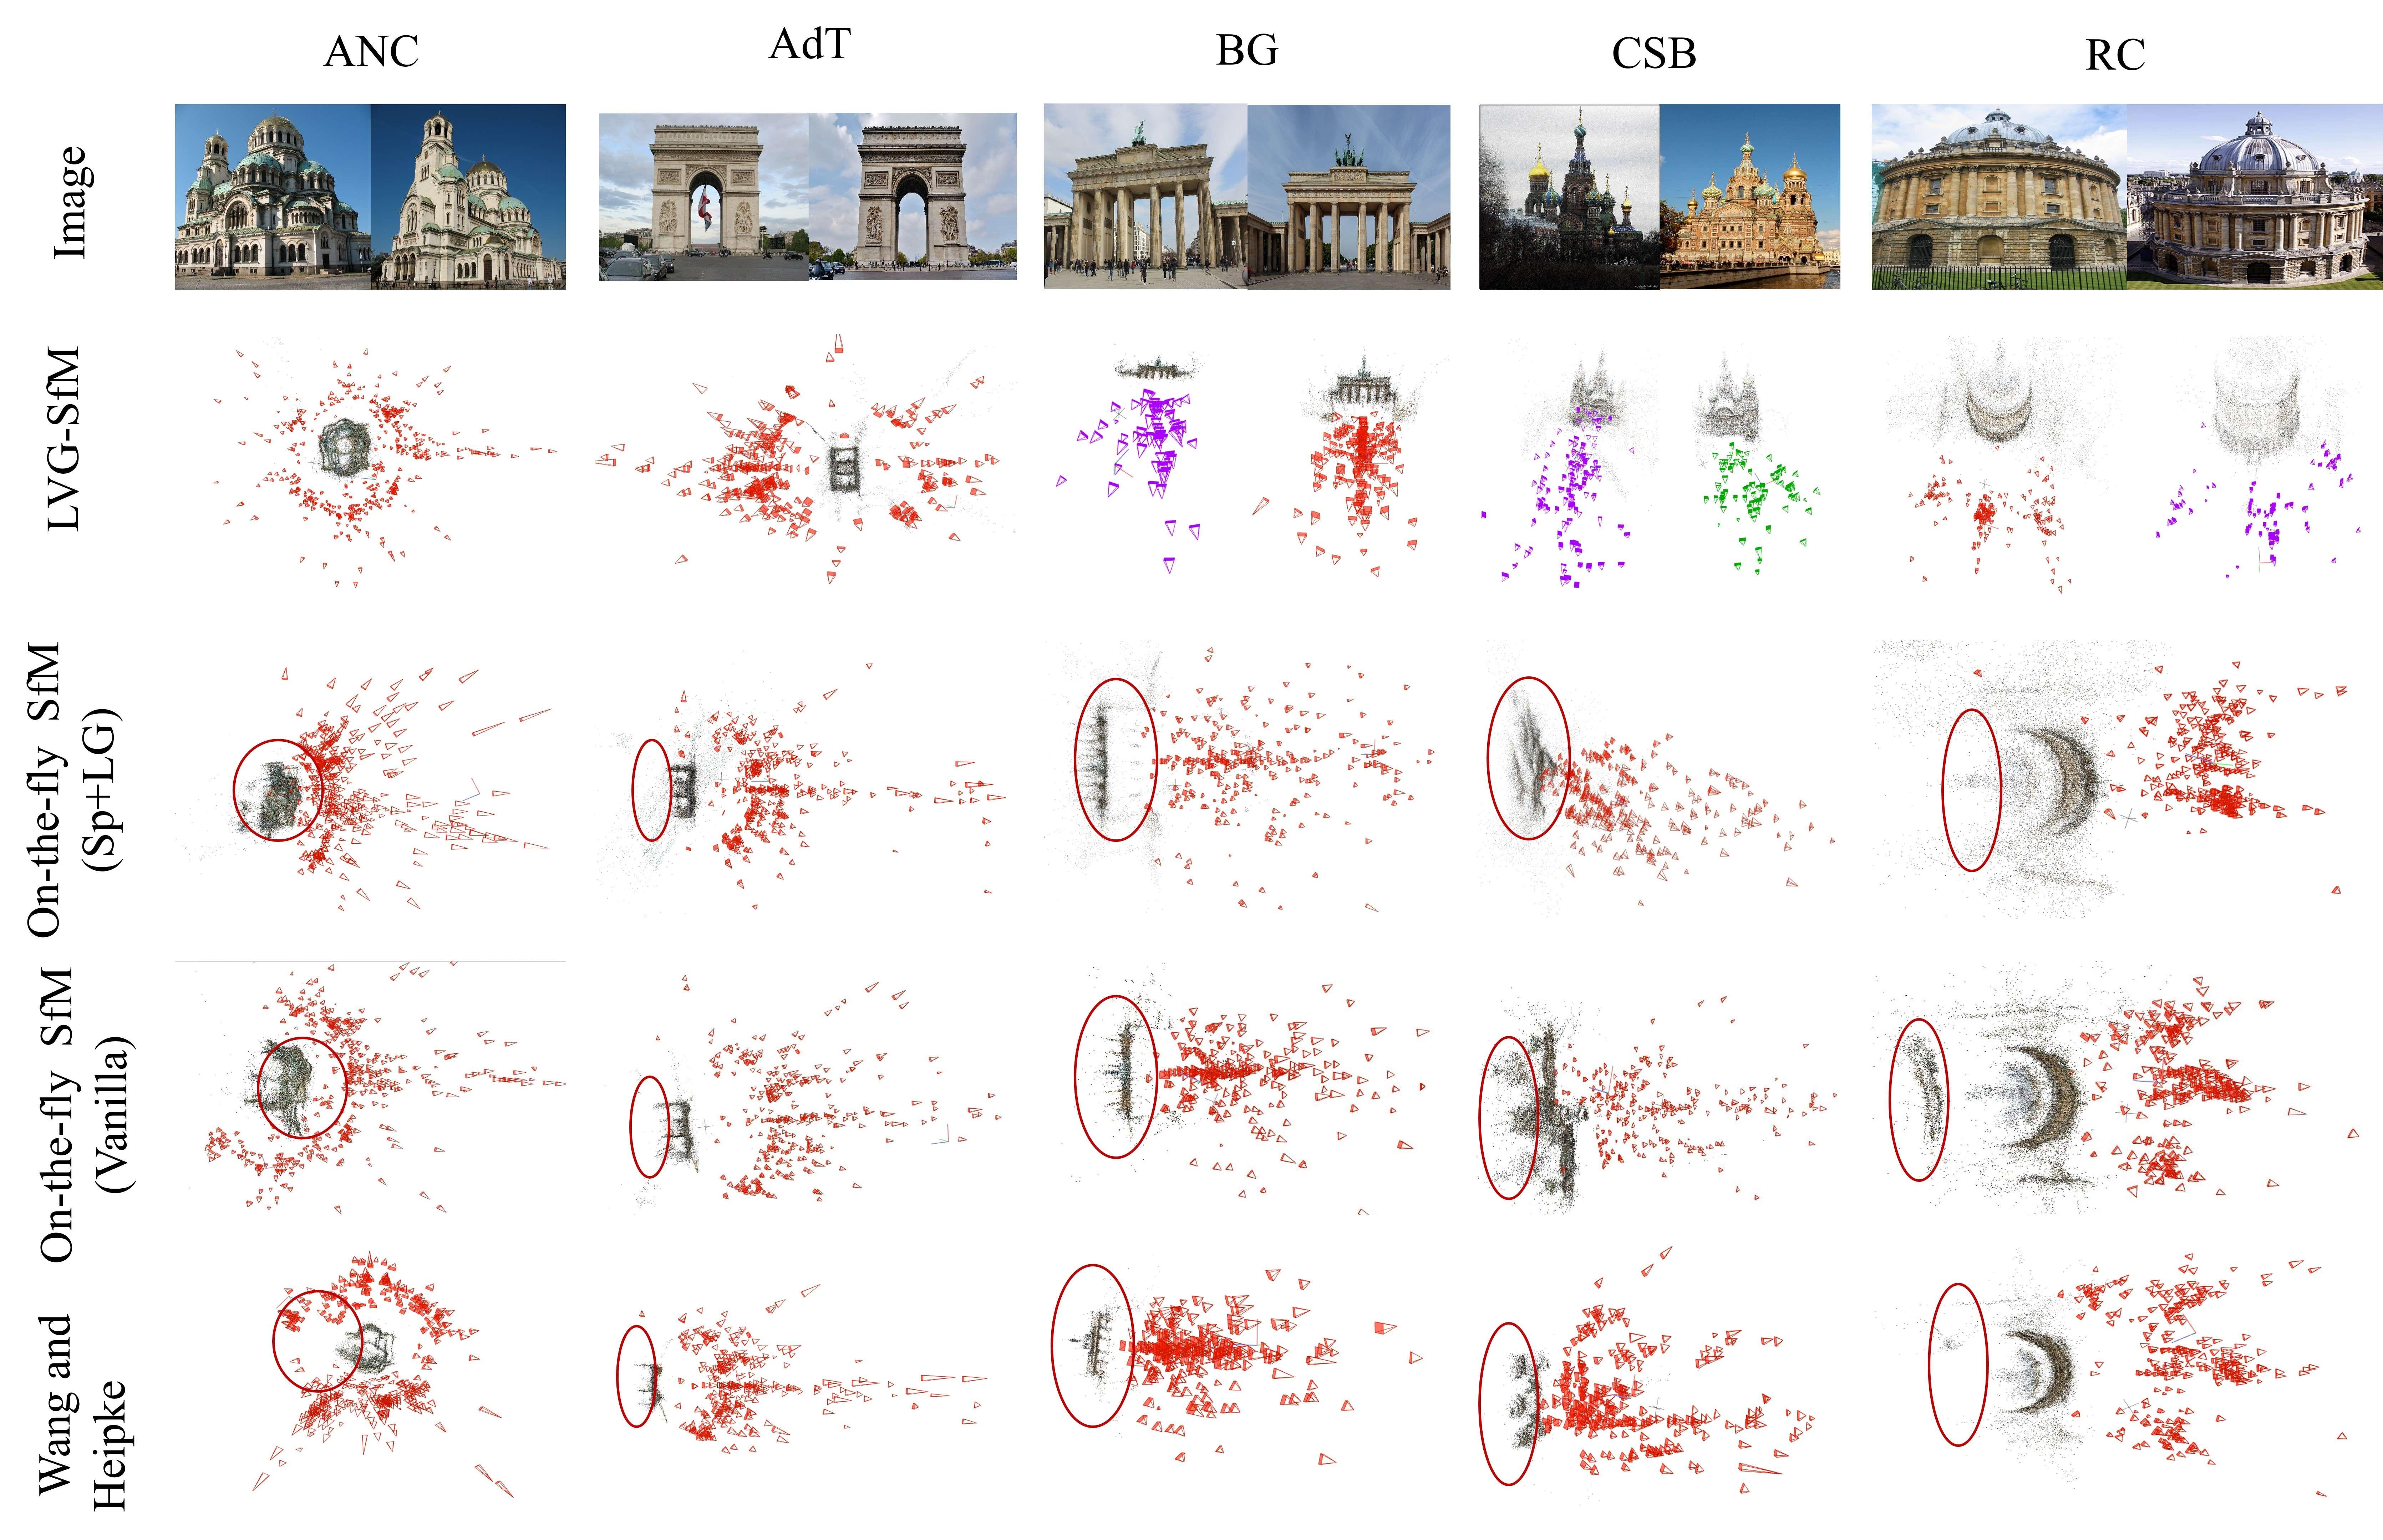 ANC
AdT
BG
CSB
RC
Image
LVG-SfM
On-the-fly SfM
(Sp+LG)
On-the-fly SfM
(Vanilla)
Wang and
Heipke